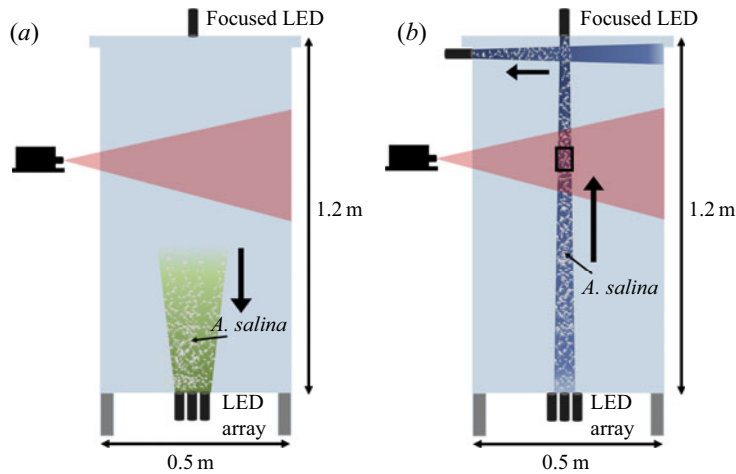 (a)
Focused LED
1.2 m
A. salina
LED
array
0.5 m
(b)
Focused LED
1.2 m
A. salina
LED
array
0.5 m